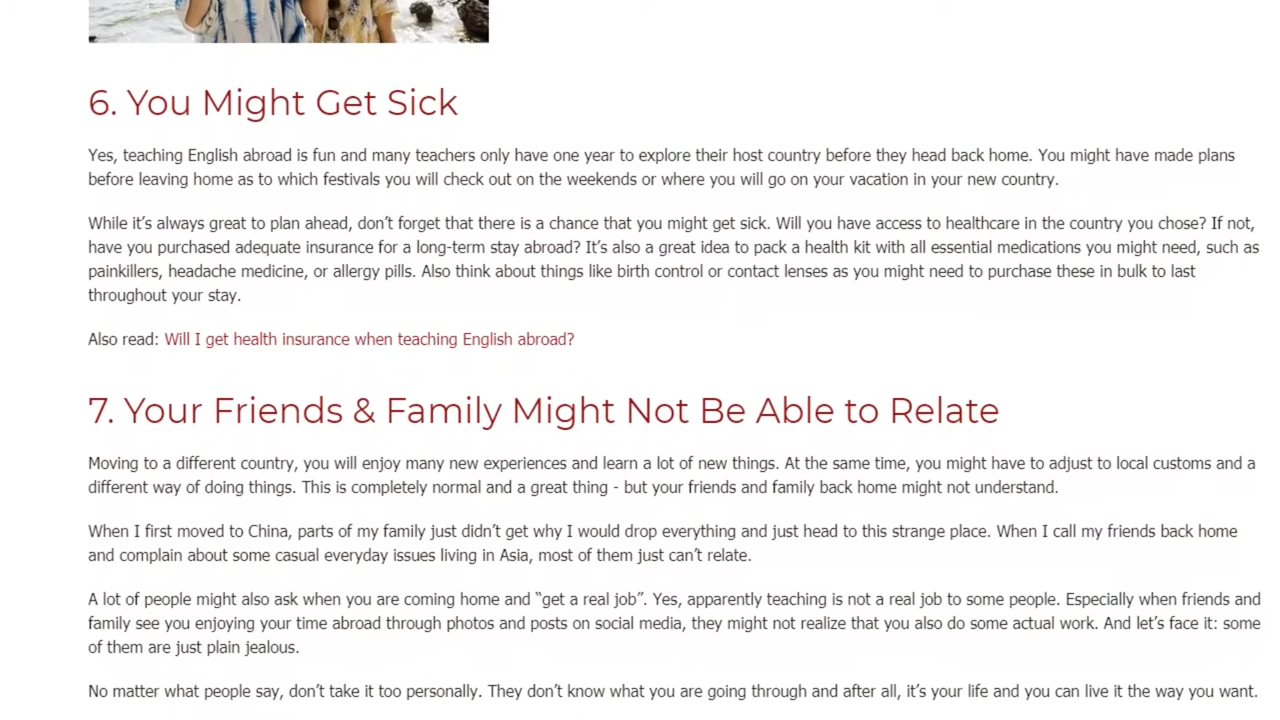 6. You Might Get Sick
Yes, teaching English abroad is fun and many teachers only have one year to explore their host country before they head back home. You might have made plans
before leaving home as to which festivals you will check out on the weekends or where you will go on your vacation in your new country.
While it’s always great to plan ahead, don’t forget that there is a chance that you might get sick. Will you have access to healthcare in the country you chose? If not,
have you purchased adequate insurance for a long-term stay abroad? It’s also a great idea to pack a health kit with all essential medications you might need, such as
painkillers, headache medicine, or allergy pills. Also think about things like birth control or contact lenses as you might need to purchase these in bulk to last
throughout your stay.
Also read: Will I get health insurance when teaching English abroad?
7. Your Friends & Family Might Not Be Able to Relate
Moving to a different country, you will enjoy many new experiences and learn a lot of new things. At the same time, you might have to adjust to local customs and a
different way of doing things. This is completely normal and a great thing - but your friends and family back home might not understand.
When I first moved to China, parts of my family just didn’t get why I would drop everything and just head to this strange place. When I call my friends back home
and complain about some casual everyday issues living in Asia, most of them just can’t relate.
A lot of people might also ask when you are coming home and “get a real job”. Yes, apparently teaching is not a real job to some people. Especially when friends and
family see you enjoying your time abroad through photos and posts on social media, they might not realize that you also do some actual work. And let’s face it: some
of them are just plain jealous.
No matter what people say, don’t take it too personally. They don’t know what you are going through and after all, it’s your life and you can live it the way you want.